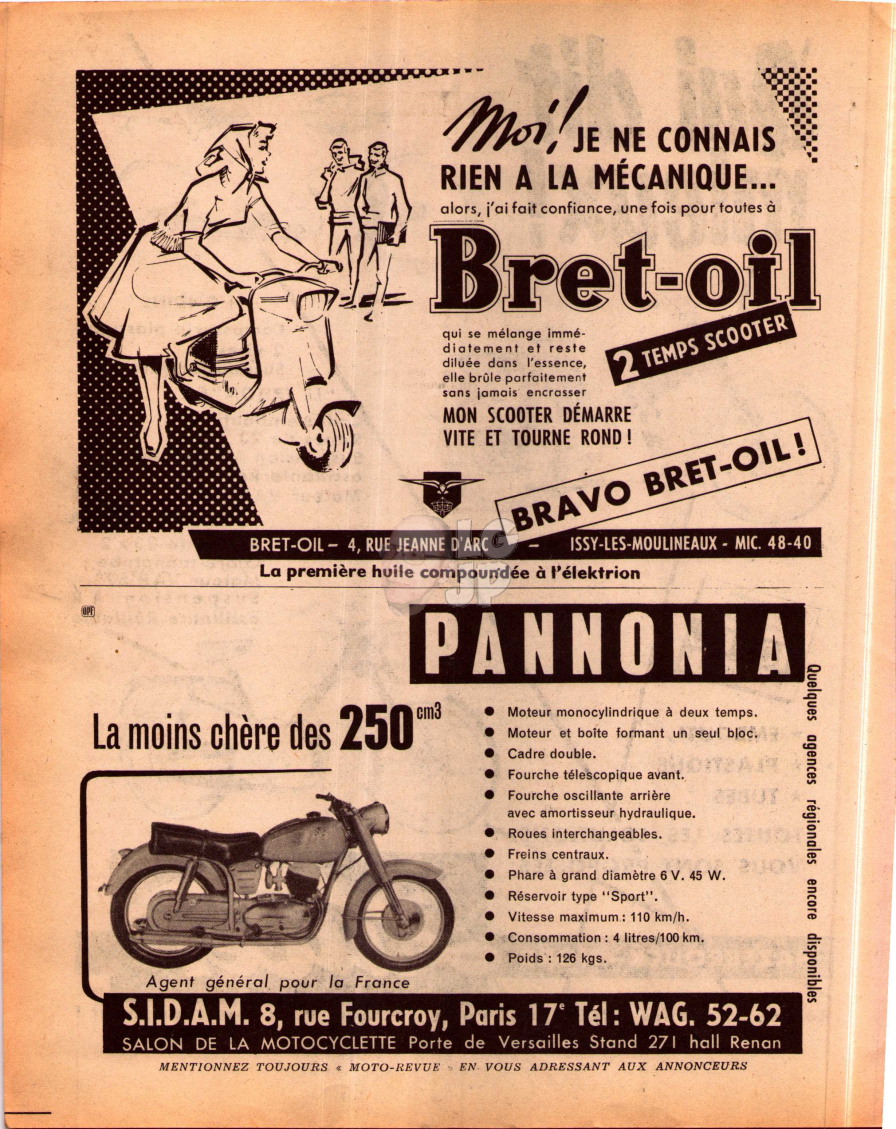 Moi! JE NE CONNAIS
RIEN A LA MÉCANIQUE...
alors, j'ai fait confiance, une fois pour toutes à
Bret-oil
2 TEMPS SCOOTER
qui se mélange immé-
diatement et reste
diluée dans l'essence,
elle brûle parfaitement
sans jamais encrasser
MON SCOOTER DÉMARRE
VITE ET TOURNE ROND !
BRAVO BRET-OIL !
BRET-OIL – 4, RUE JEANNE D'ARC – ISSY-LES-MOULINEAUX - MIC. 48-40
La première huile compoundée à l'élektrion
OPF
PANNONIA
La moins chère des 250 cm3
● Moteur monocylindrique à deux temps.
● Moteur et boîte formant un seul bloc.
● Cadre double.
● Fourche télescopique avant.
● Fourche oscillante arrière
avec amortisseur hydraulique.
● Roues interchangeables.
● Freins centraux.
● Phare à grand diamètre 6 V. 45 W.
● Réservoir type "Sport".
● Vitesse maximum : 110 km/h.
● Consommation : 4 litres/100 km.
● Poids : 126 kgs.
Quelques agences régionales encore disponibles
Agent général pour la France
S.I.D.A.M. 8, rue Fourcroy, Paris 17e Tél : WAG. 52-62
SALON DE LA MOTOCYCLETTE Porte de Versailles Stand 271 hall Renan
MENTIONNEZ TOUJOURS « MOTO-REVUE » EN VOUS ADRESSANT AUX ANNONCEURS